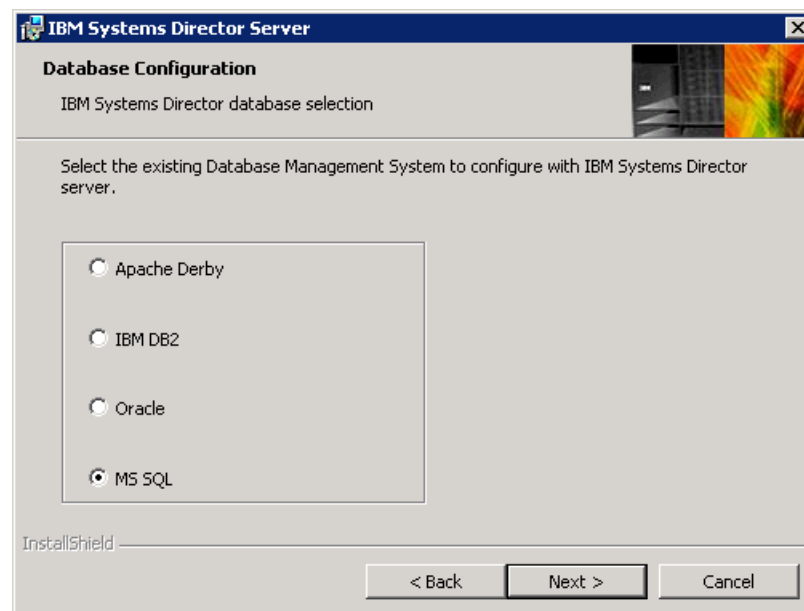 IBM Systems Director Server
Database Configuration
IBM Systems Director database selection
Select the existing Database Management System to configure with IBM Systems Director
server.
Apache Derby
IBM DB2
Oracle
MS SQL
InstallShield
< Back
Next >
Cancel